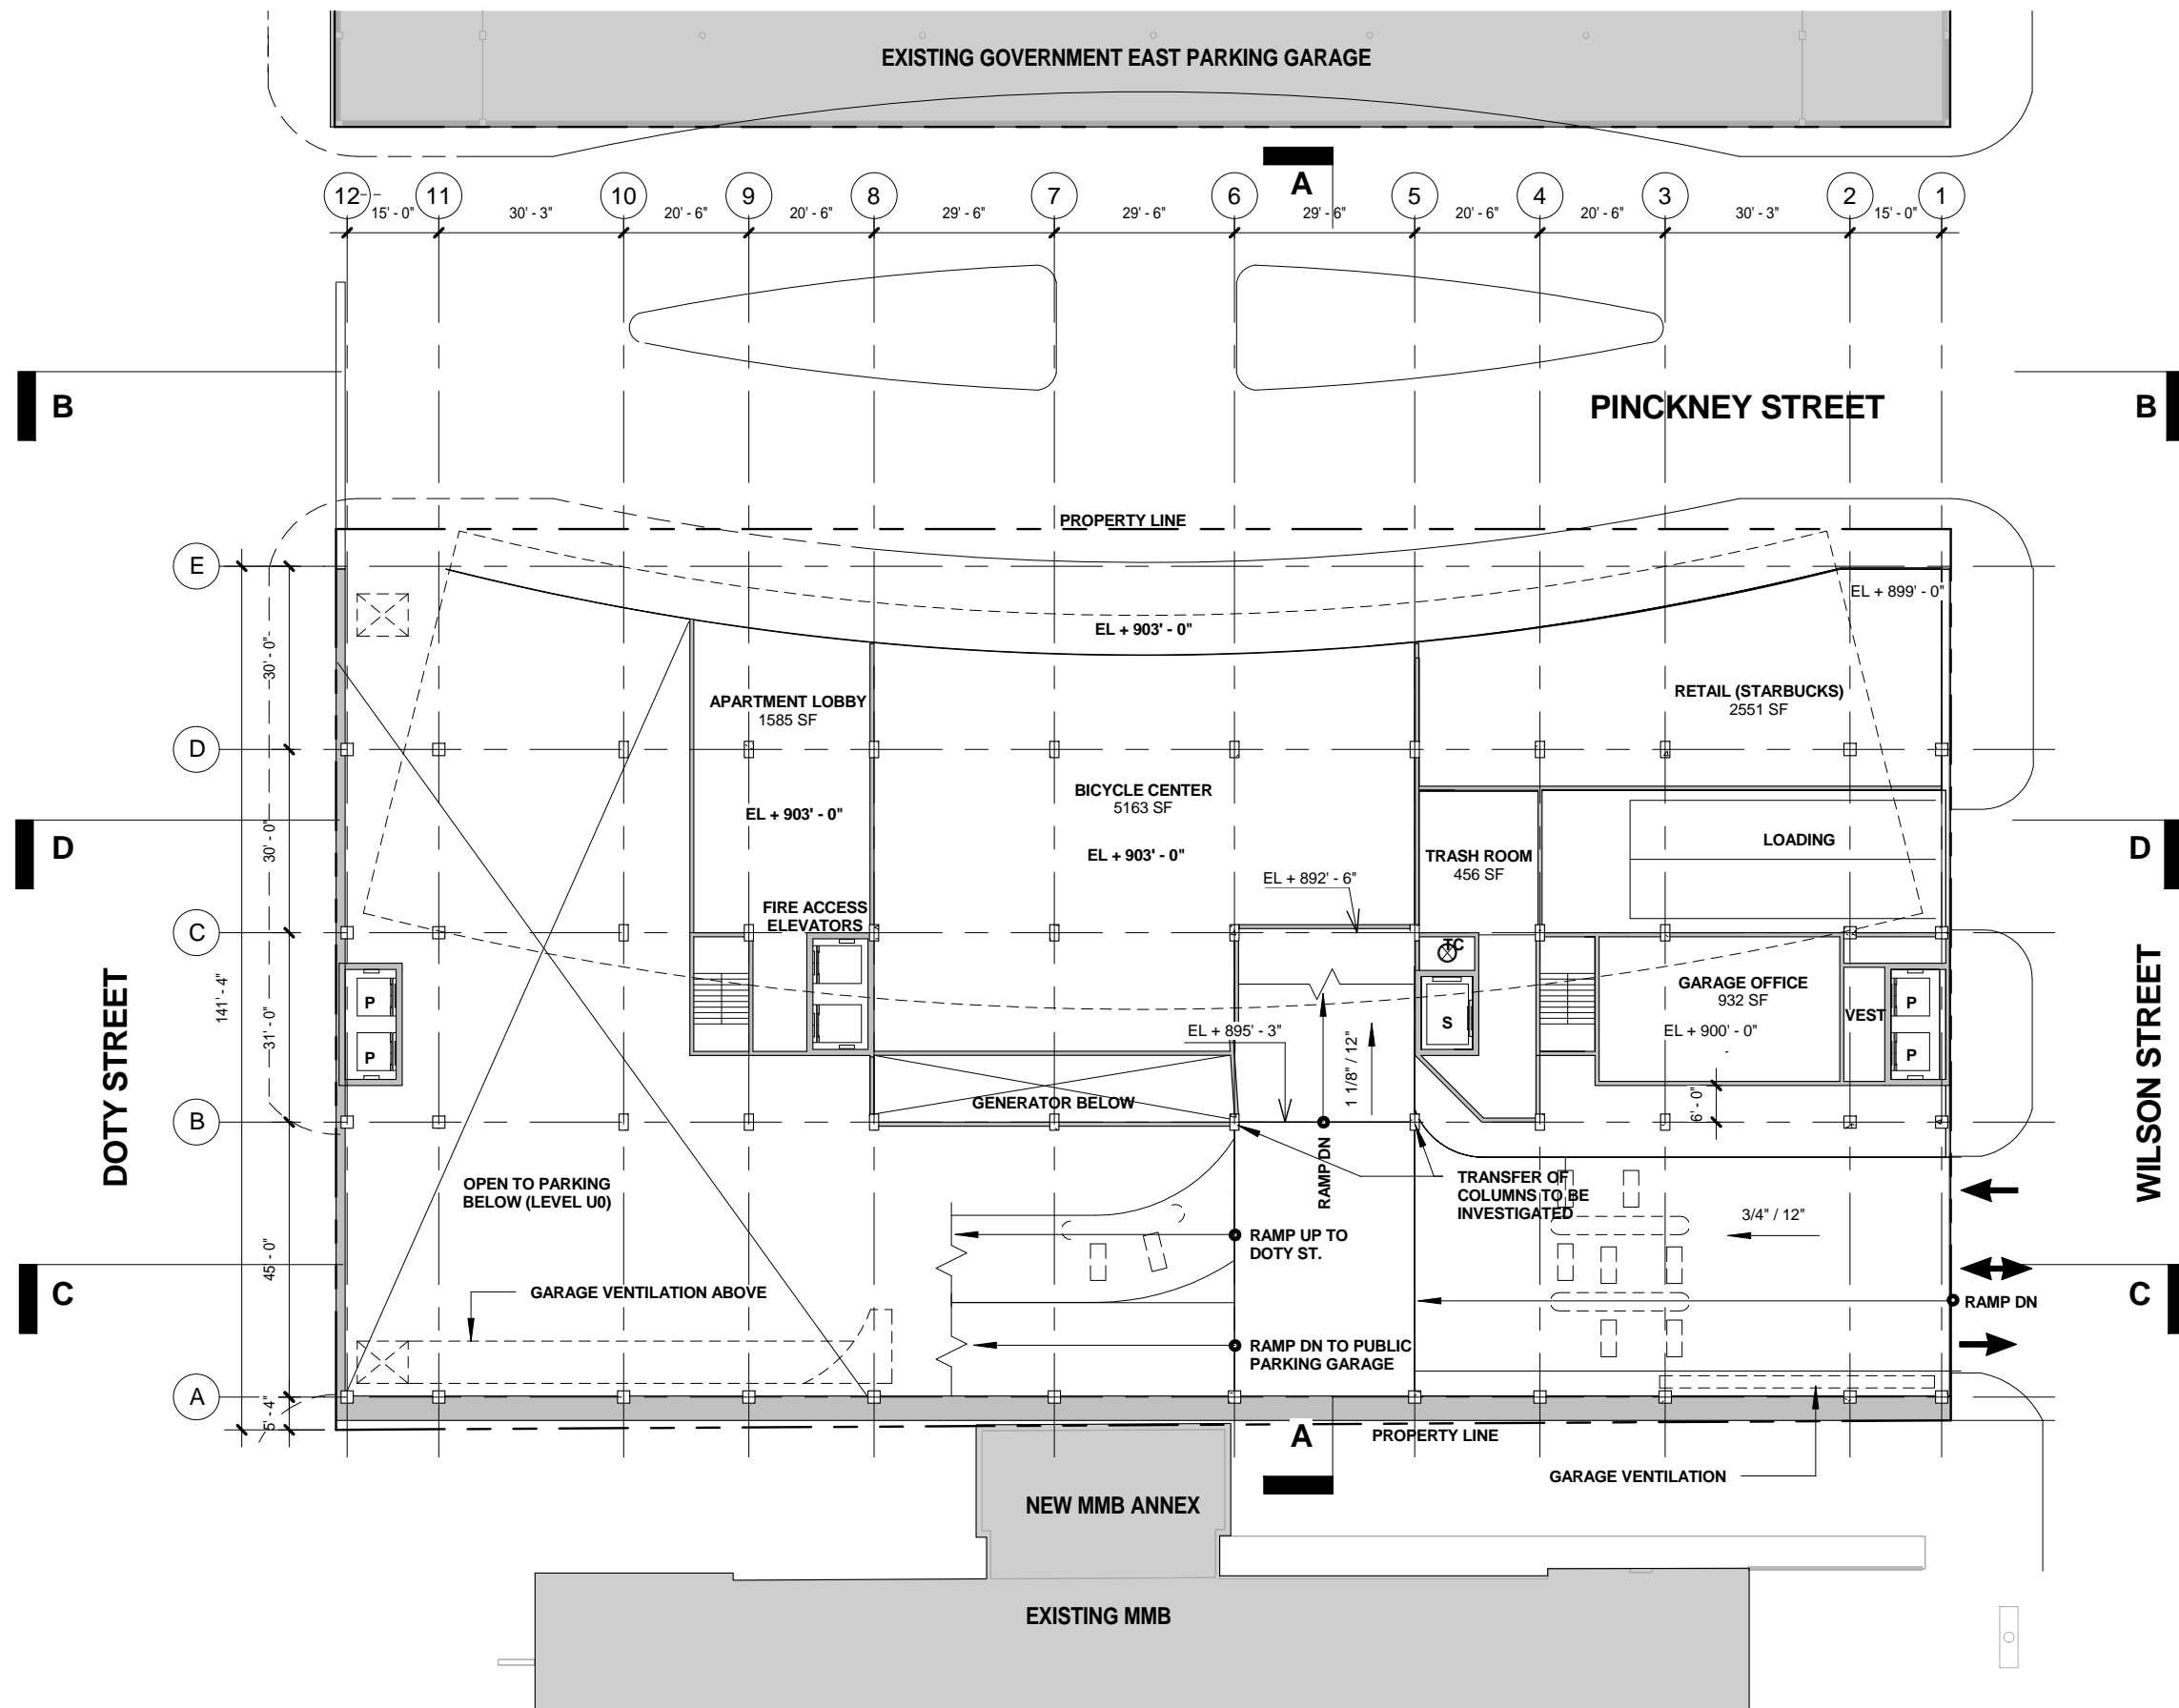 EXISTING GOVERNMENT EAST PARKING GARAGE
A
12
11
10
9
8
7
6
5
4
3
2
1
15' - 0"
30' - 3"
20' - 6"
20' - 6"
29' - 6"
29' - 6"
29' - 6"
20' - 6"
20' - 6"
30' - 3"
15' - 0"
B
PINCKNEY STREET
B
PROPERTY LINE
E
EL + 899' - 0"
EL + 903' - 0"
30' - 0"
APARTMENT LOBBY
1585 SF
RETAIL (STARBUCKS)
2551 SF
D
BICYCLE CENTER
5163 SF
EL + 903' - 0"
EL + 903' - 0"
D
30' - 0"
TRASH ROOM
456 SF
LOADING
D
EL + 892' - 6"
FIRE ACCESS
ELEVATORS
C
TC
DOTY STREET
141' - 4"
31' - 0"
P
P
EL + 895' - 3"
1 1/8" / 12"
S
GARAGE OFFICE
932 SF
EL + 900' - 0"
VEST
P
P
WILSON STREET
GENERATOR BELOW
6' - 0"
B
RAMP DN
OPEN TO PARKING
BELOW (LEVEL U0)
TRANSFER OF
COLUMNS TO BE
INVESTIGATED
3/4" / 12"
RAMP UP TO
DOTY ST.
45' - 0"
C
GARAGE VENTILATION ABOVE
RAMP DN
C
RAMP DN TO PUBLIC
PARKING GARAGE
A
5' - 4"
A
PROPERTY LINE
GARAGE VENTILATION
NEW MMB ANNEX
EXISTING MMB